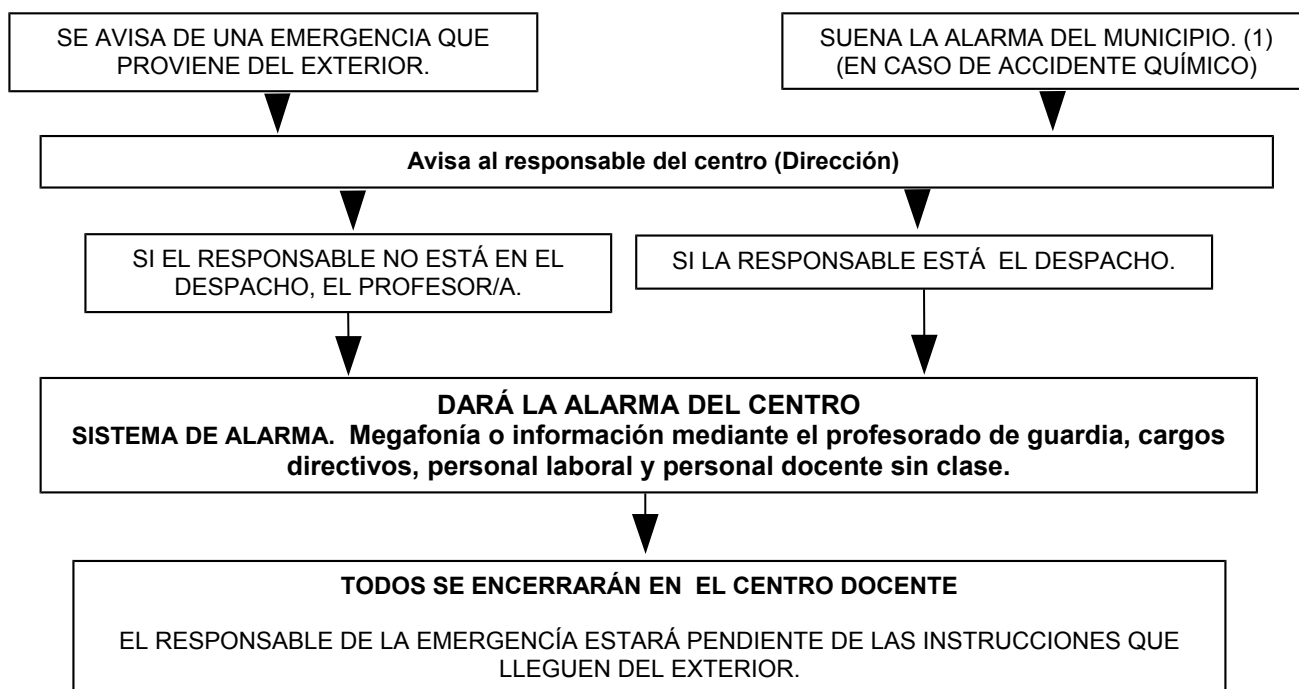 SE AVISA DE UNA EMERGENCIA QUE
PROVIENE DEL EXTERIOR.
SUENA LA ALARMA DEL MUNICIPIO. (1)
(EN CASO DE ACCIDENTE QUÍMICO)
Avisa al responsable del centro (Dirección)
SI EL RESPONSABLE NO ESTÁ EN EL
DESPACHO, EL PROFESOR/A.
SI LA RESPONSABLE ESTÁ  EL DESPACHO.
DARÁ LA ALARMA DEL CENTRO
SISTEMA DE ALARMA.  Megafonía o información mediante el profesorado de guardia, cargos
directivos, personal laboral y personal docente sin clase.
TODOS SE ENCERRARÁN EN  EL CENTRO DOCENTE
EL RESPONSABLE DE LA EMERGENCÍA ESTARÁ PENDIENTE DE LAS INSTRUCCIONES QUE
LLEGUEN DEL EXTERIOR.